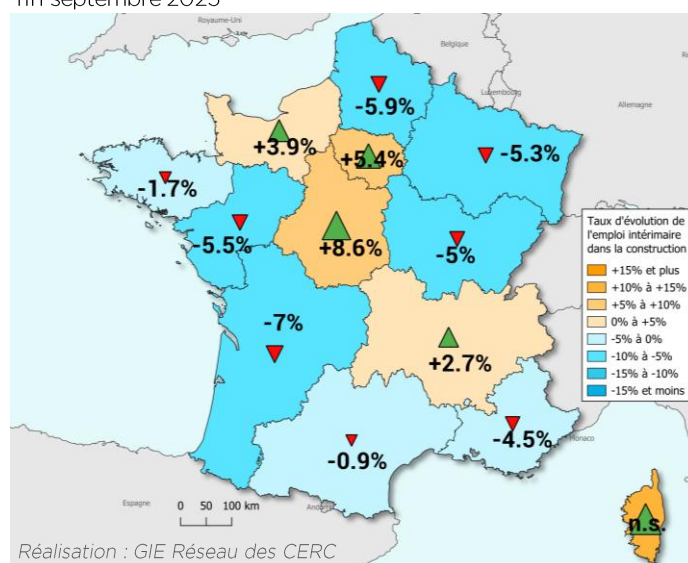 fin septembre 2025
Royaume-Uni
Belgique
Luxembourg
Allemagne
-5.9%
+3.9%
+5.4%
-5.3%
-1.7%
-5.5%
+8.6%
-5%
-7%
+2.7%
-4.5%
-0.9%
n.s.
Taux d'évolution de
l'emploi intérimaire
dans la construction
+15% et plus
+10% à +15%
+5% à +10%
0% à +5%
-5% à 0%
-10% à -5%
-15% à -10%
-15% et moins
Monaco
Espagne
0 50 100 km
Réalisation : GIE Réseau des CERC